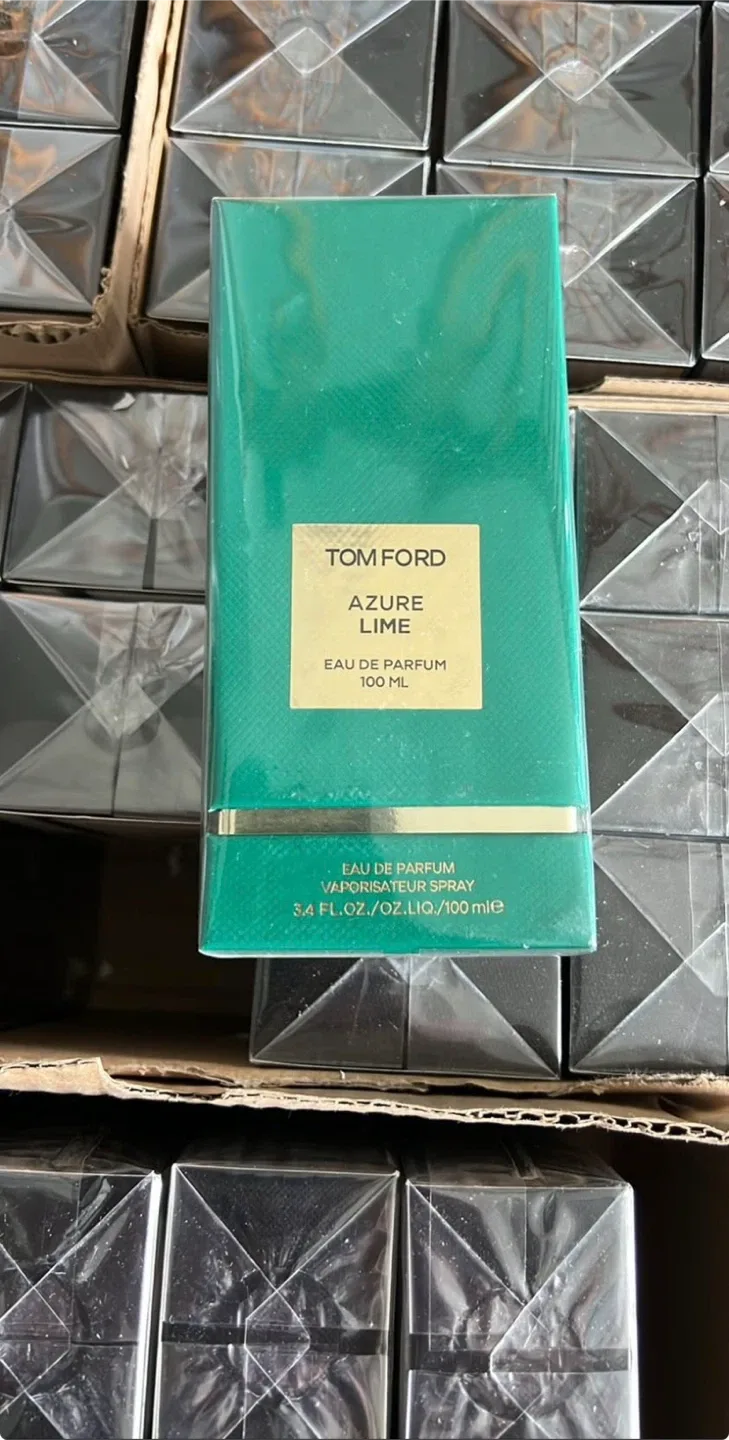 TOM FORD
AZURE
LIME
EAU DE PARFUM
100 ML
EAU DE PARFUM
VAPORISATEUR SPRAY
3.4 FL.OZ./OZ.LIQ./100 ml℮